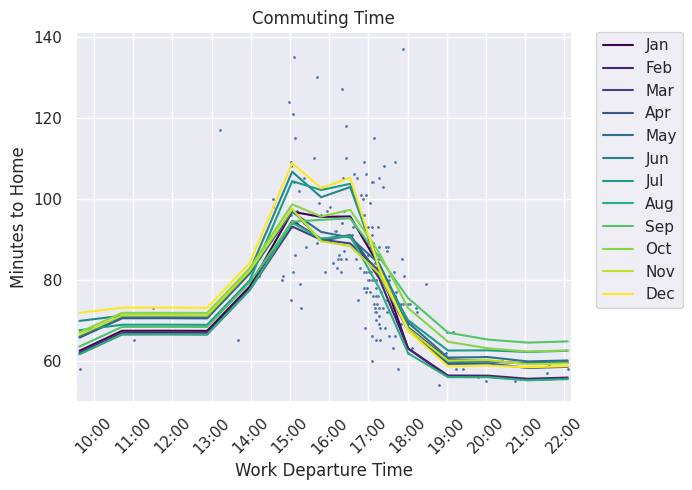 Commuting Time
Minutes to Home
140
120
100
80
60
10:00
11:00
12:00
13:00
14:00
15:00
16:00
17:00
18:00
19:00
20:00
21:00
22:00
Work Departure Time
Jan
Feb
Mar
Apr
May
Jun
Jul
Aug
Sep
Oct
Nov
Dec